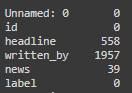 Unnamed: 0 0
id 0
headline 558
written_by 1957
news 39
label 0